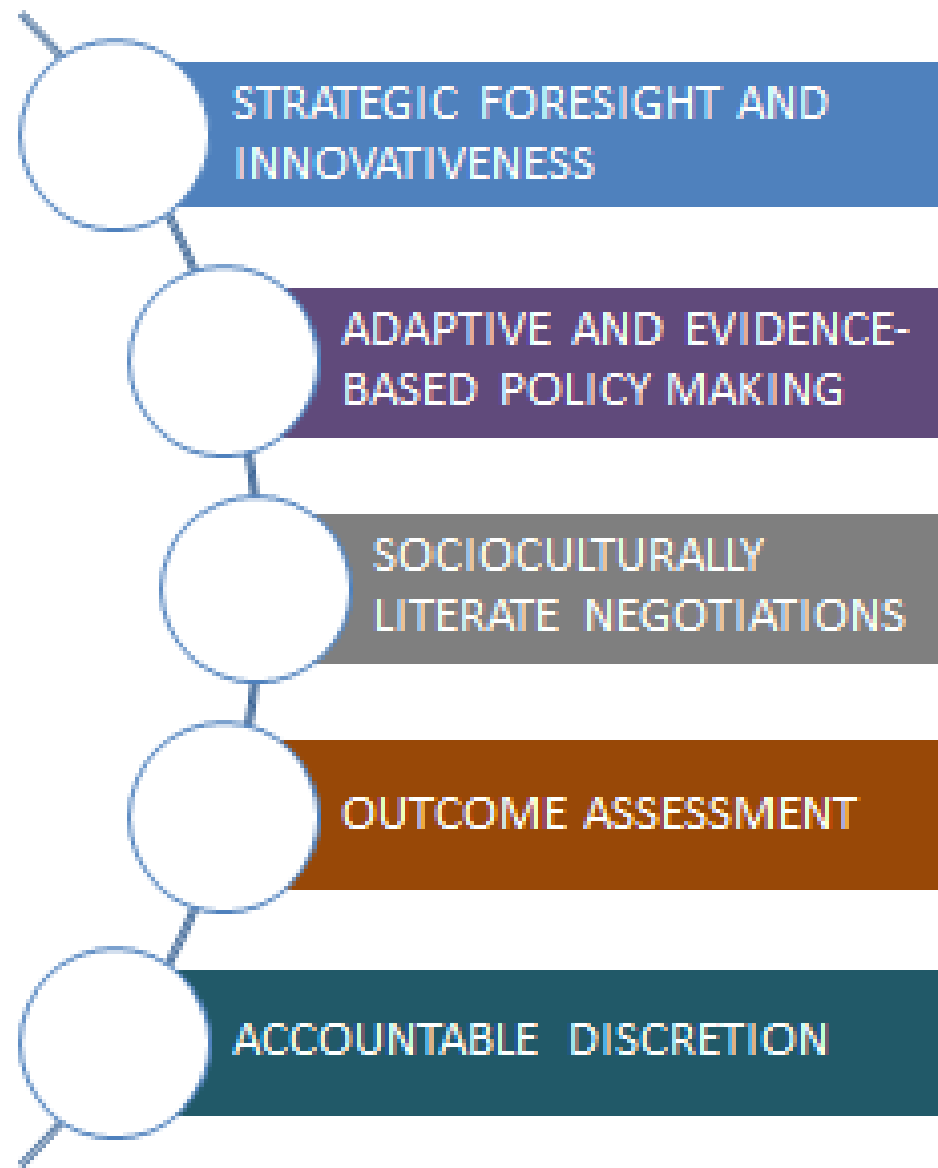 STRATEGIC FORESIGHT AND
INNOVATIVENESS
ADAPTIVE AND EVIDENCE-
BASED POLICY MAKING
SOCIOCULTURALLY
LITERATE NEGOTIATIONS
OUTCOME ASSESSMENT
ACCOUNTABLE DISCRETION